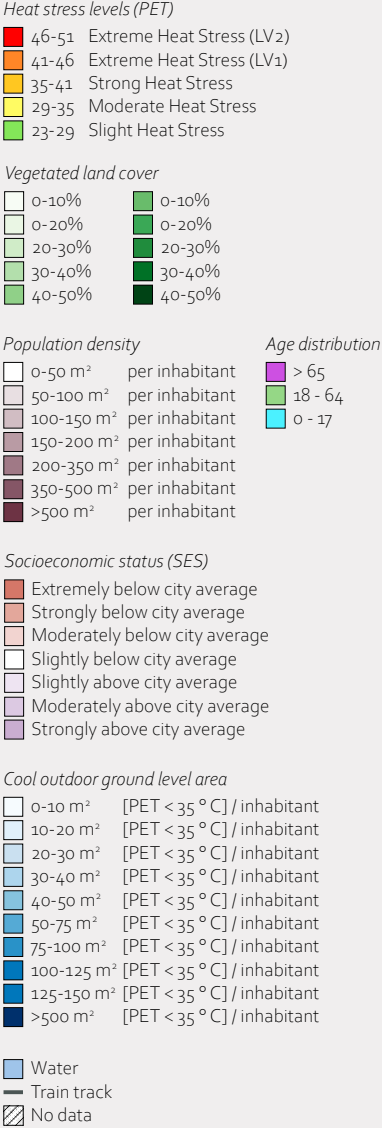 Heat stress levels (PET)
46-51 Extreme Heat Stress (LV2)
41-46 Extreme Heat Stress (LV1)
35-41 Strong Heat Stress
29-35 Moderate Heat Stress
23-29 Slight Heat Stress
Vegetated land cover
0-10% 0-10%
0-20% 0-20%
20-30% 20-30%
30-40% 30-40%
40-50% 40-50%
Population density Age distribution
0-50 m² per inhabitant > 65
50-100 m² per inhabitant 18 - 64
100-150 m² per inhabitant 0 - 17
150-200 m² per inhabitant
200-350 m² per inhabitant
350-500 m² per inhabitant
>500 m² per inhabitant
Socioeconomic status (SES)
Extremely below city average
Strongly below city average
Moderately below city average
Slightly below city average
Slightly above city average
Moderately above city average
Strongly above city average
Cool outdoor ground level area
0-10 m² [PET < 35 ° C] / inhabitant
10-20 m² [PET < 35 ° C] / inhabitant
20-30 m² [PET < 35 ° C] / inhabitant
30-40 m² [PET < 35 ° C] / inhabitant
40-50 m² [PET < 35 ° C] / inhabitant
50-75 m² [PET < 35 ° C] / inhabitant
75-100 m² [PET < 35 ° C] / inhabitant
100-125 m² [PET < 35 ° C] / inhabitant
125-150 m² [PET < 35 ° C] / inhabitant
>500 m² [PET < 35 ° C] / inhabitant
Water
Train track
No data